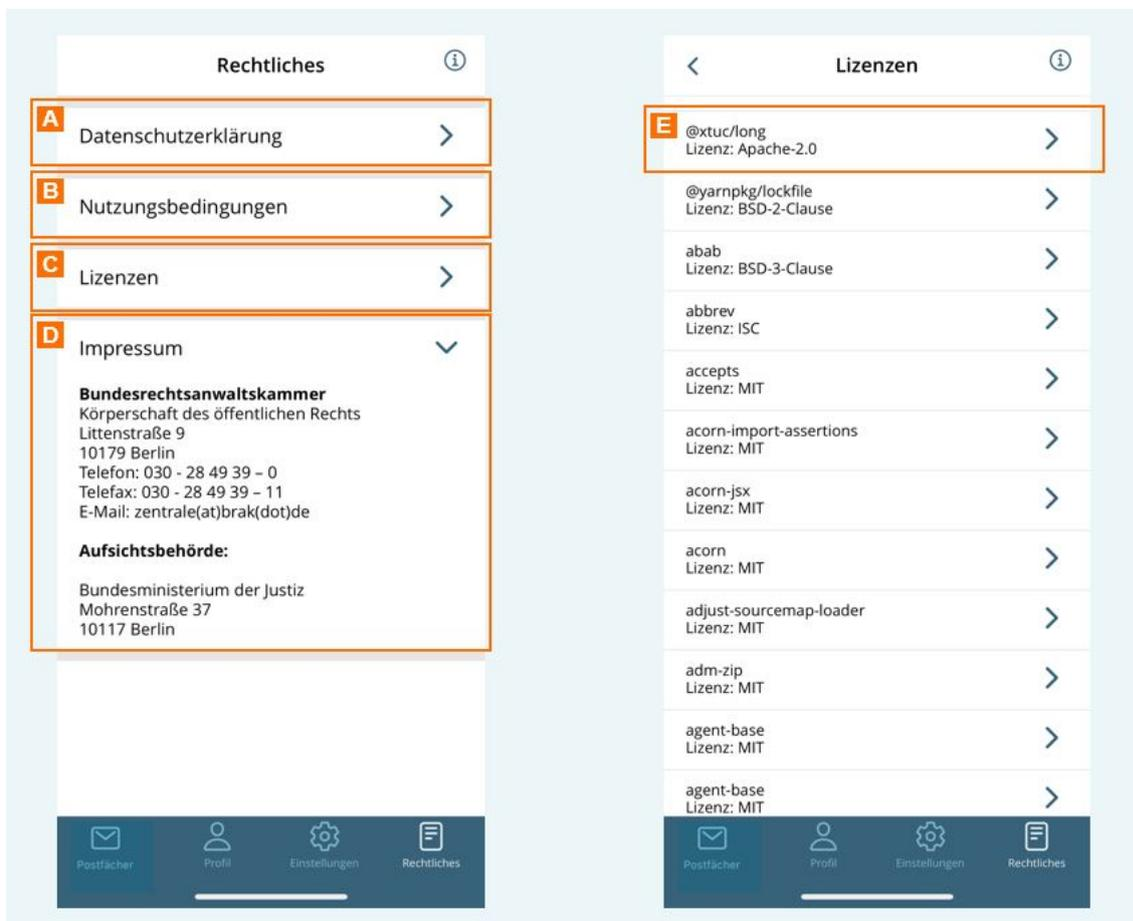 Rechtliches
A
Datenschutzerklärung
B
Nutzungsbedingungen
C
Lizenzen
D
Impressum
Bundesrechtsanwaltskammer
Körperschaft des öffentlichen Rechts
Littenstraße 9
10179 Berlin
Telefon: 030 - 28 49 39 – 0
Telefax: 030 - 28 49 39 – 11
E-Mail: zentrale(at)brak(dot)de
Aufsichtsbehörde:
Bundesministerium der Justiz
Mohrenstraße 37
10117 Berlin
Postfächer Profil Einstellungen Rechtliches
Lizenzen
E
@xtuc/long
Lizenz: Apache-2.0
@yarnpkg/lockfile
Lizenz: BSD-2-Clause
abab
Lizenz: BSD-3-Clause
abbrev
Lizenz: ISC
accepts
Lizenz: MIT
acorn-import-assertions
Lizenz: MIT
acorn-jsx
Lizenz: MIT
acorn
Lizenz: MIT
adjust-sourcemap-loader
Lizenz: MIT
adm-zip
Lizenz: MIT
agent-base
Lizenz: MIT
agent-base
Lizenz: MIT
Postfächer Profil Einstellungen Rechtliches